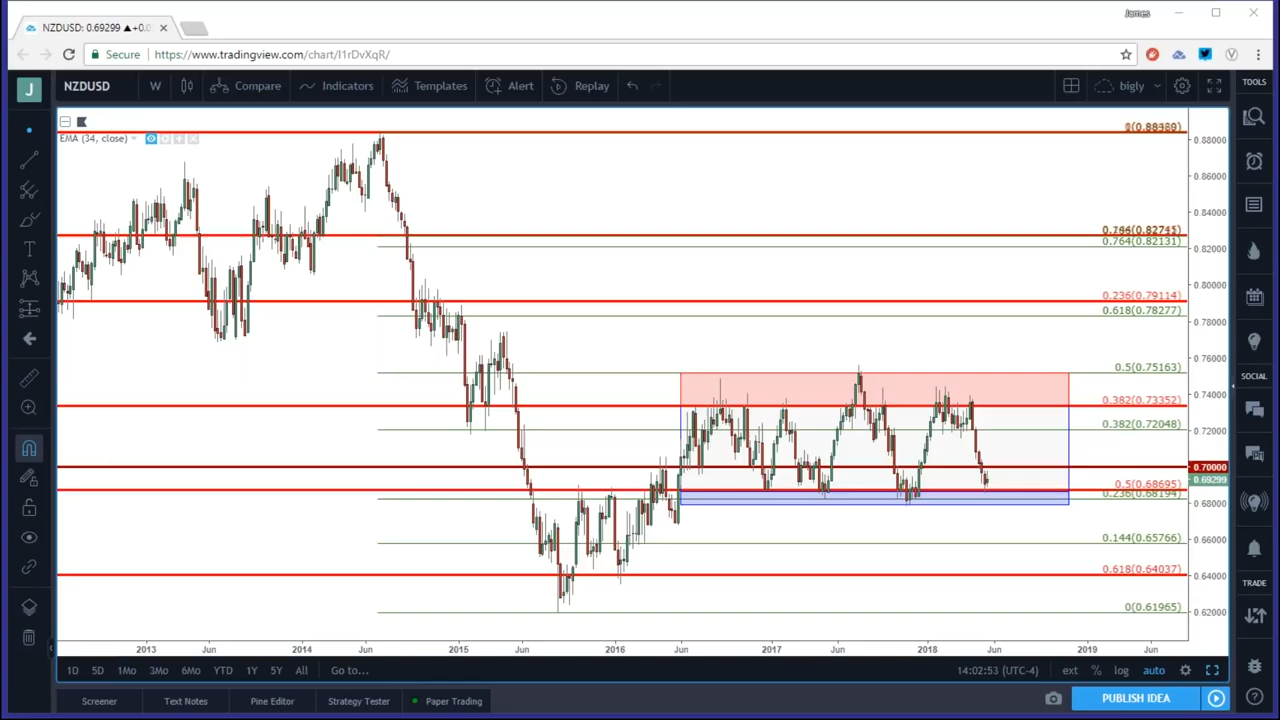 James
NZDUSD: 0.69299 ▲+0.0
Secure https://www.tradingview.com/chart/I1rDvXqR/
J NZDUSD W Compare Indicators Templates Alert Replay bigly TOOLS
EMA (34, close)
0.764(0.82131)
0.236(0.79114)
0.618(0.78277)
0.5(0.75163)
0.382(0.73352)
0.382(0.72048)
0.5(0.68695)
0.236(0.68194)
0.144(0.65766)
0.618(0.64037)
0(0.61965)
0.88000
0.86000
0.84000
0.82000
0.80000
0.78000
0.76000
0.74000
0.72000
0.70000
0.69299
0.68000
0.66000
0.64000
0.62000
SOCIAL
TRADE
2013 Jun 2014 Jun 2015 Jun 2016 Jun 2017 Jun 2018 Jun 2019 Jun
1D 5D 1Mo 3Mo 6Mo YTD 1Y 5Y All Go to... 14:02:53 (UTC-4) ext % log auto
Screener Text Notes Pine Editor Strategy Tester Paper Trading PUBLISH IDEA